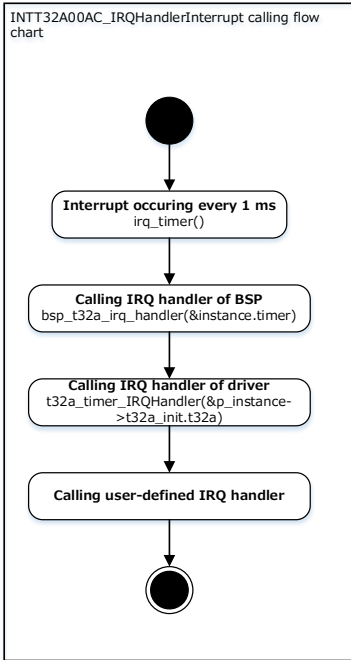 INTT32A00AC_IRQHandlerInterrupt calling flow
chart
Interrupt occuring every 1 ms
irq_timer()
Calling IRQ handler of BSP
bsp_t32a_irq_handler(&instance.timer)
Calling IRQ handler of driver
t32a_timer_IRQHandler(&p_instance-
>t32a_init.t32a)
Calling user-defined IRQ handler